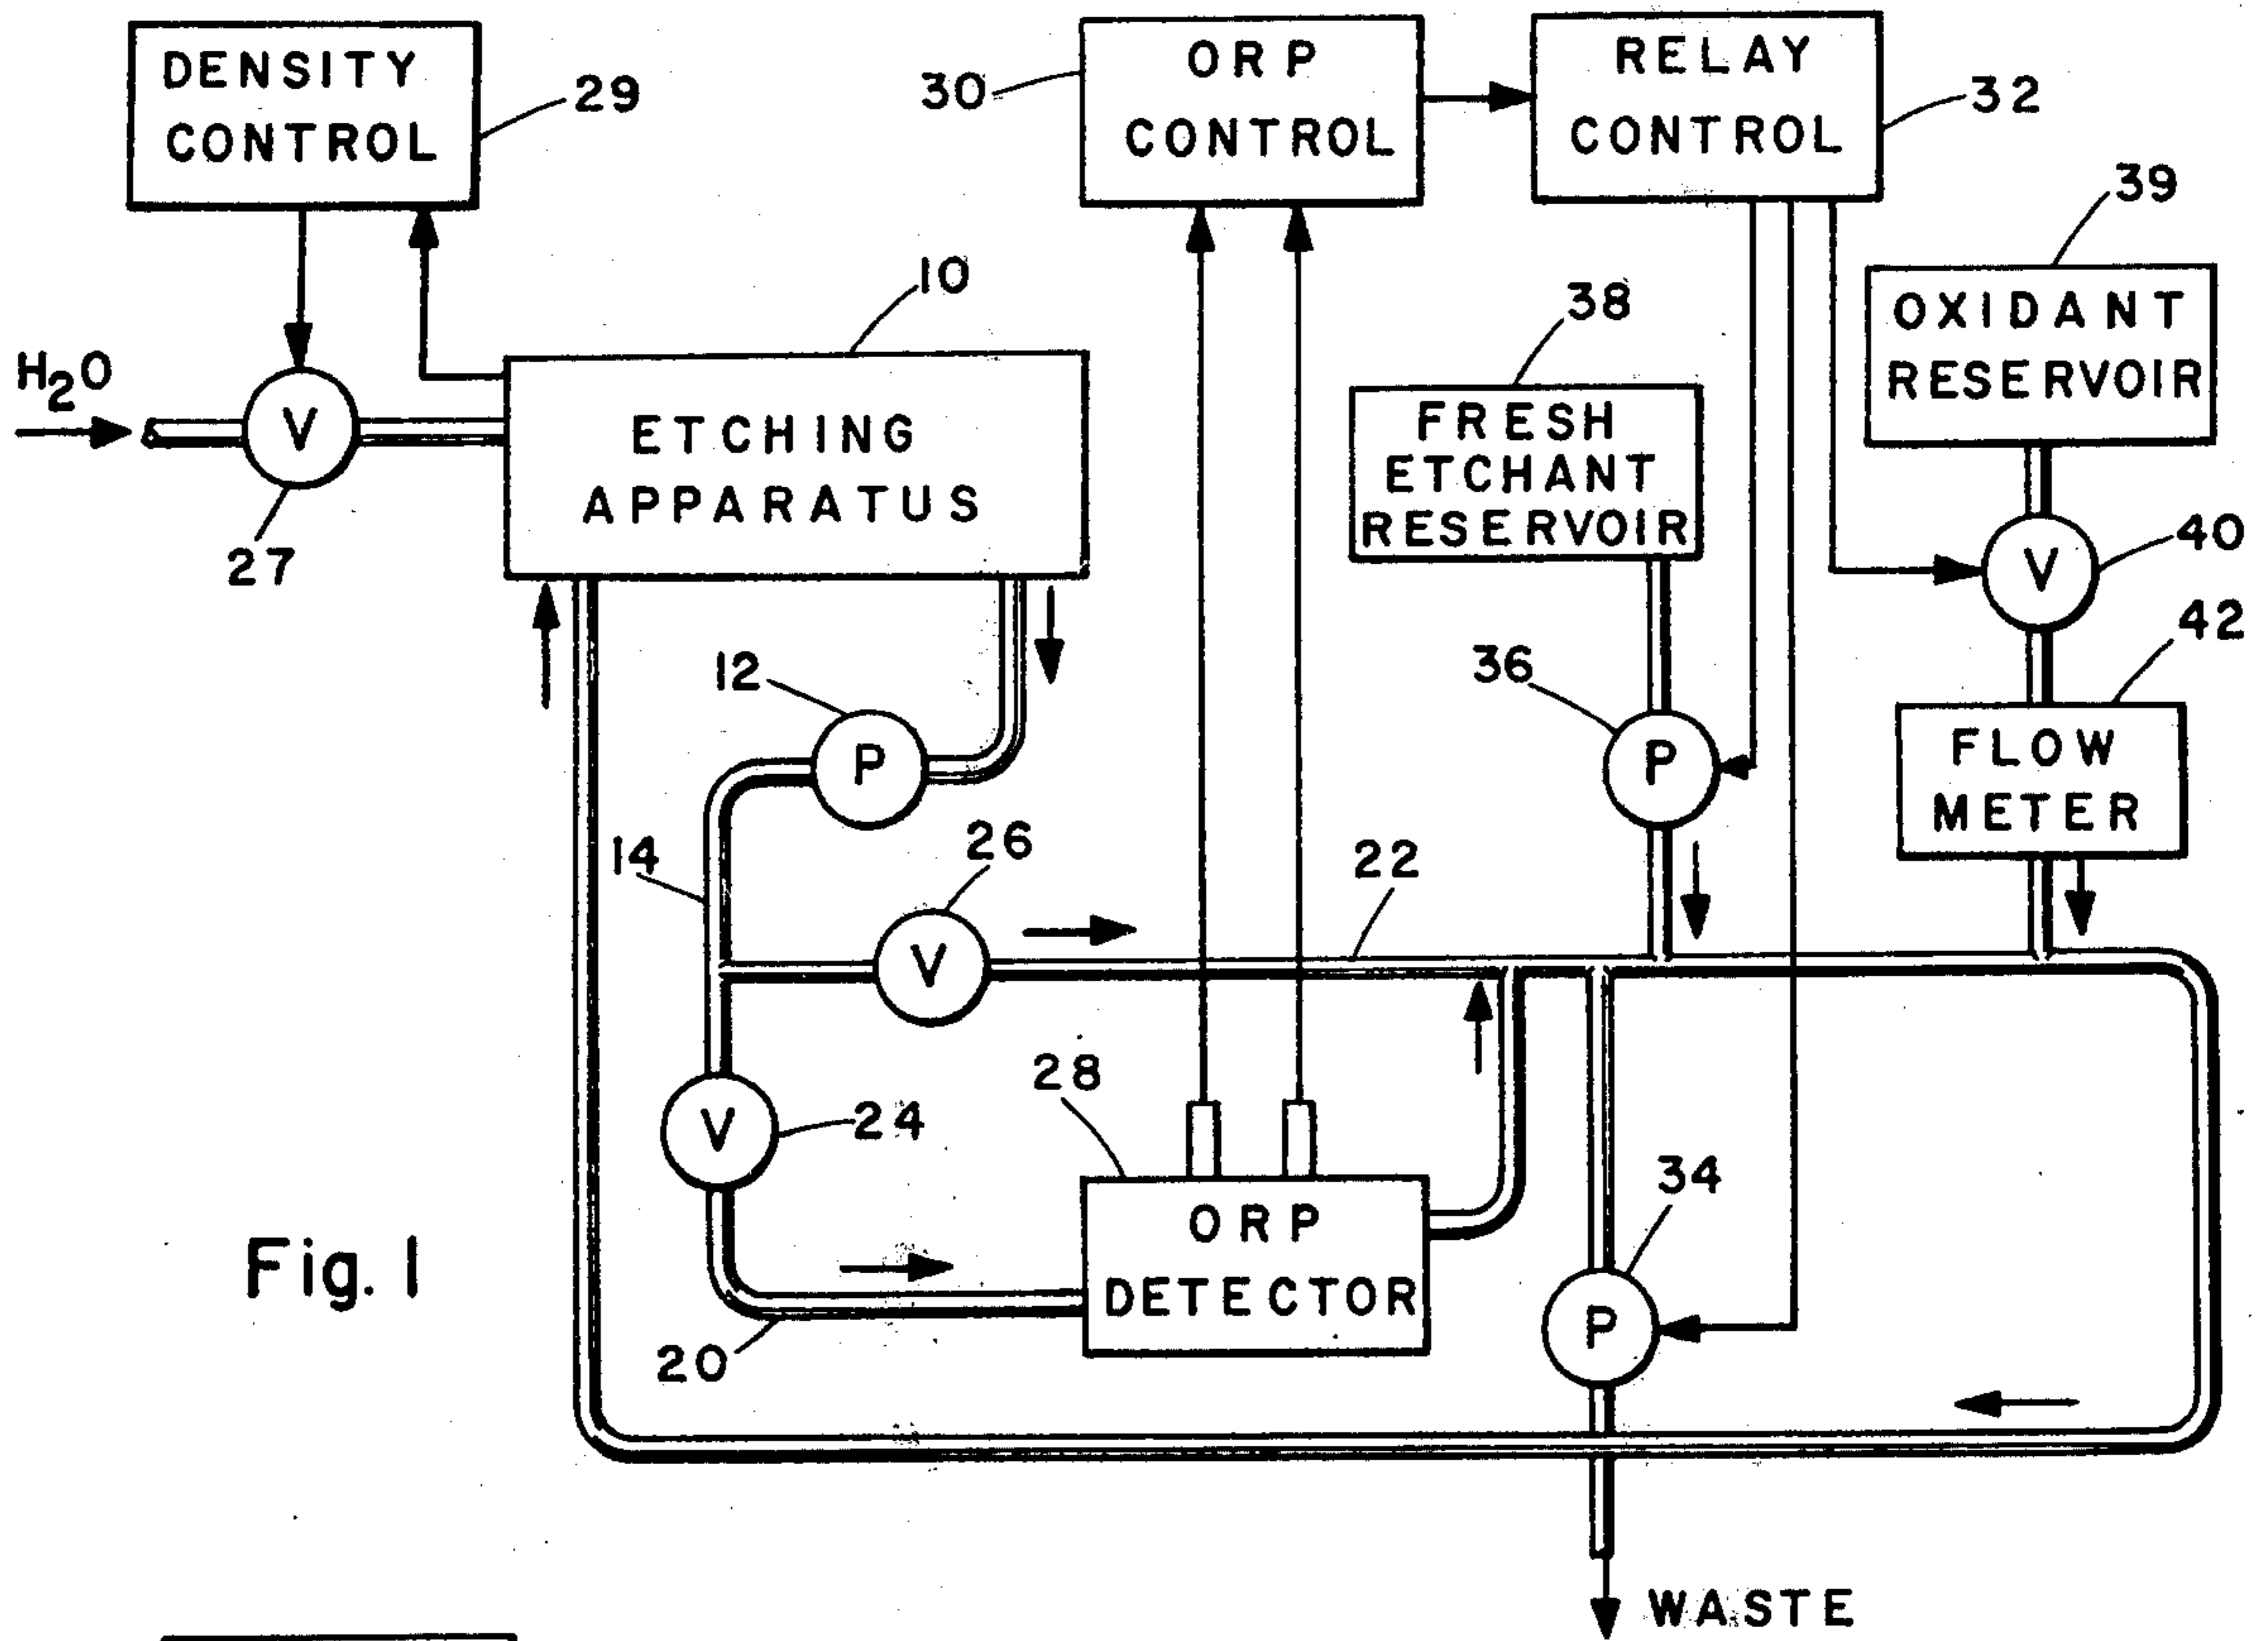 DENSITY
CONTROL
29
30
ORP
CONTROL
RELAY
CONTROL
32
39
10
38
OXIDANT
RESERVOIR
H2O
V
27
ETCHING
APPARATUS
FRESH
ETCHANT
RESERVOIR
V
40
42
12
P
36
P
FLOW
METER
14
26
V
22
28
V
24
34
ORP
DETECTOR
P
20
Fig. 1
WASTE